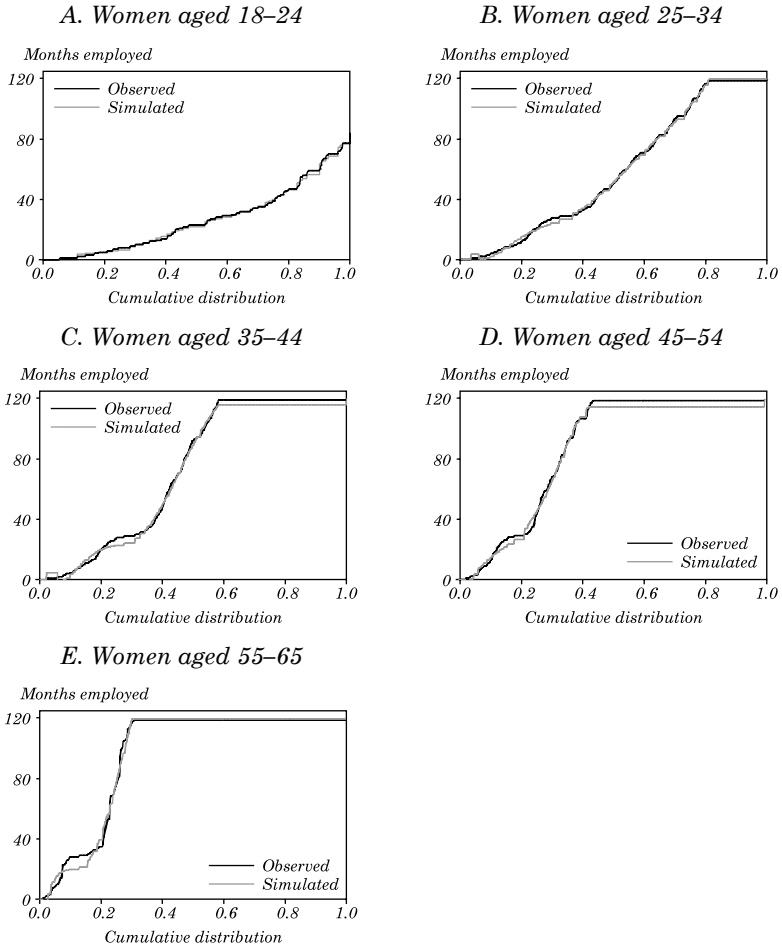 A. Women aged 18–24
Months employed
120
80
40
0
Observed
Simulated
0.0 0.2 0.4 0.6 0.8 1.0
Cumulative distribution
B. Women aged 25–34
Months employed
120
80
40
0
Observed
Simulated
0.0 0.2 0.4 0.6 0.8 1.0
Cumulative distribution
C. Women aged 35–44
Months employed
120
80
40
0
Observed
Simulated
0.0 0.2 0.4 0.6 0.8 1.0
Cumulative distribution
D. Women aged 45–54
Months employed
120
80
40
0
Observed
Simulated
0.0 0.2 0.4 0.6 0.8 1.0
Cumulative distribution
E. Women aged 55–65
Months employed
120
80
40
0
Observed
Simulated
0.0 0.2 0.4 0.6 0.8 1.0
Cumulative distribution